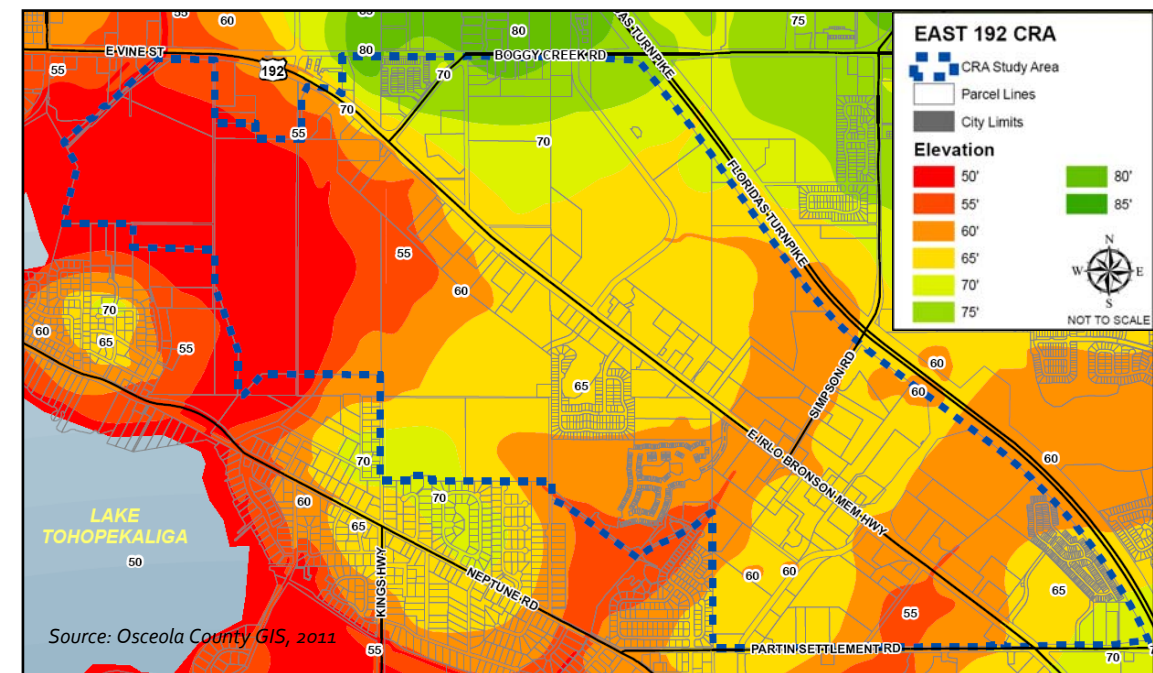 55
60
85
80
75
EAS TURNPIKE
E VINE ST
80
BOGGY CREEK RD
55
192
70
70
55
70
FLORIDAS TURNPIKE
55
60
70
60
65
55
65
60
60
SIMPSON RD
E IRLO BRONSON MEM HWY
60
70
70
60
65
LAKE
TOHOPEKALIGA
50
KINGS HWY
NEPTUNE RD
60
60
65
55
Source: Osceola County GIS, 2011
55
PARTIN SETTLEMENT RD
70
EAST 192 CRA
CRA Study Area
Parcel Lines
City Limits
Elevation
50'
80'
55'
85'
60'
65'
70'
75'
N
W
E
S
NOT TO SCALE